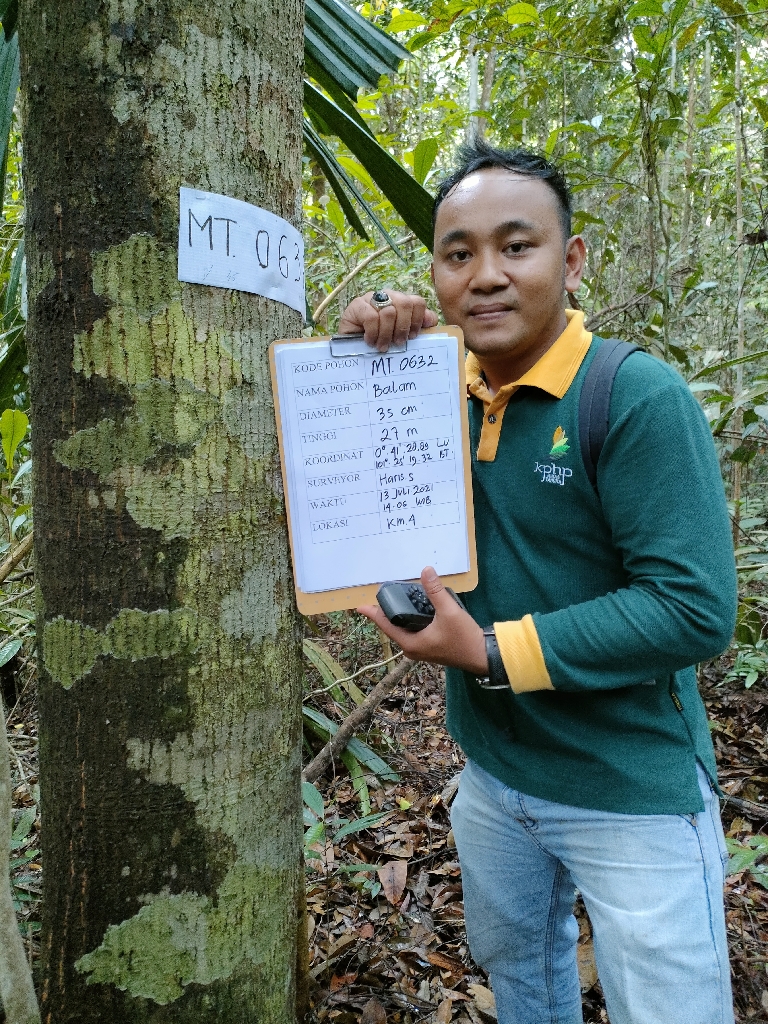 MT. 063
KODE POHON MT 0632
NAMA POHON Balam
DIAMETER 35 cm
TINGGI 27 m
KOORDINAT 0° 41' 20.89 LU
101° 25' 19.32 BT
SURVEYOR Haris S
WAKTU 13 Juli 2021
14.06 WIB
LOKASI Km.4
kphp